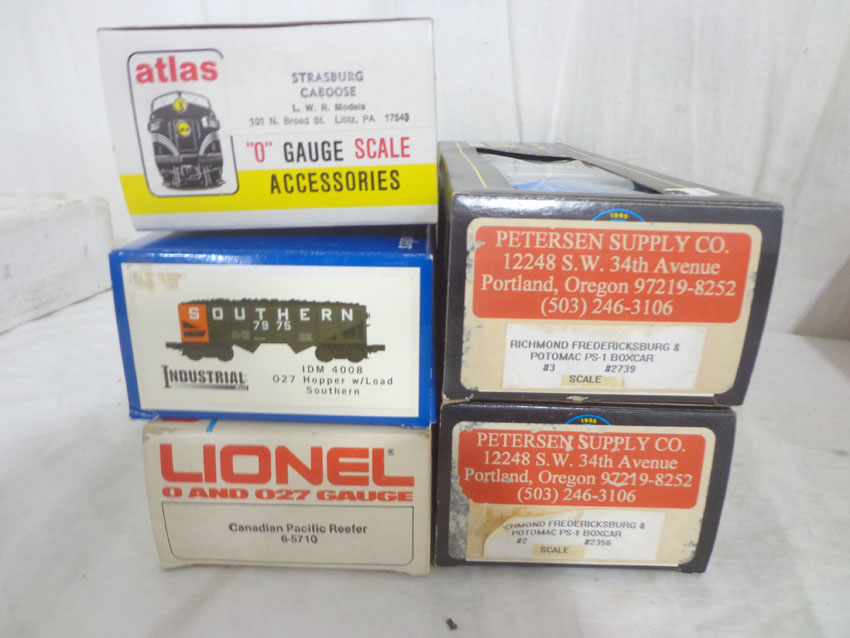 atlas
STRASBURG
CABOOSE
L. W. R. Models
101 N. Broad St. Lititz, PA 17543
"O" GAUGE SCALE
ACCESSORIES
SOUTHERN
7975
INDUSTRIAL
IDM 4008
027 Hopper w/Load
Southern
LIONEL®
O AND O27 GAUGE
Canadian Pacific Reefer
6-5710
PETERSEN SUPPLY CO.
12248 S.W. 34th Avenue
Portland, Oregon 97219-8252
(503) 246-3106
RICHMOND FREDERICKSBURG &
POTOMAC PS-1 BOXCAR
#3 #2739
SCALE
PETERSEN SUPPLY CO.
12248 S.W. 34th Avenue
Portland, Oregon 97219-8252
(503) 246-3106
CHMOND FREDERICKSBURG &
POTOMAC PS-1 BOXCAR
#2 #2356
SCALE